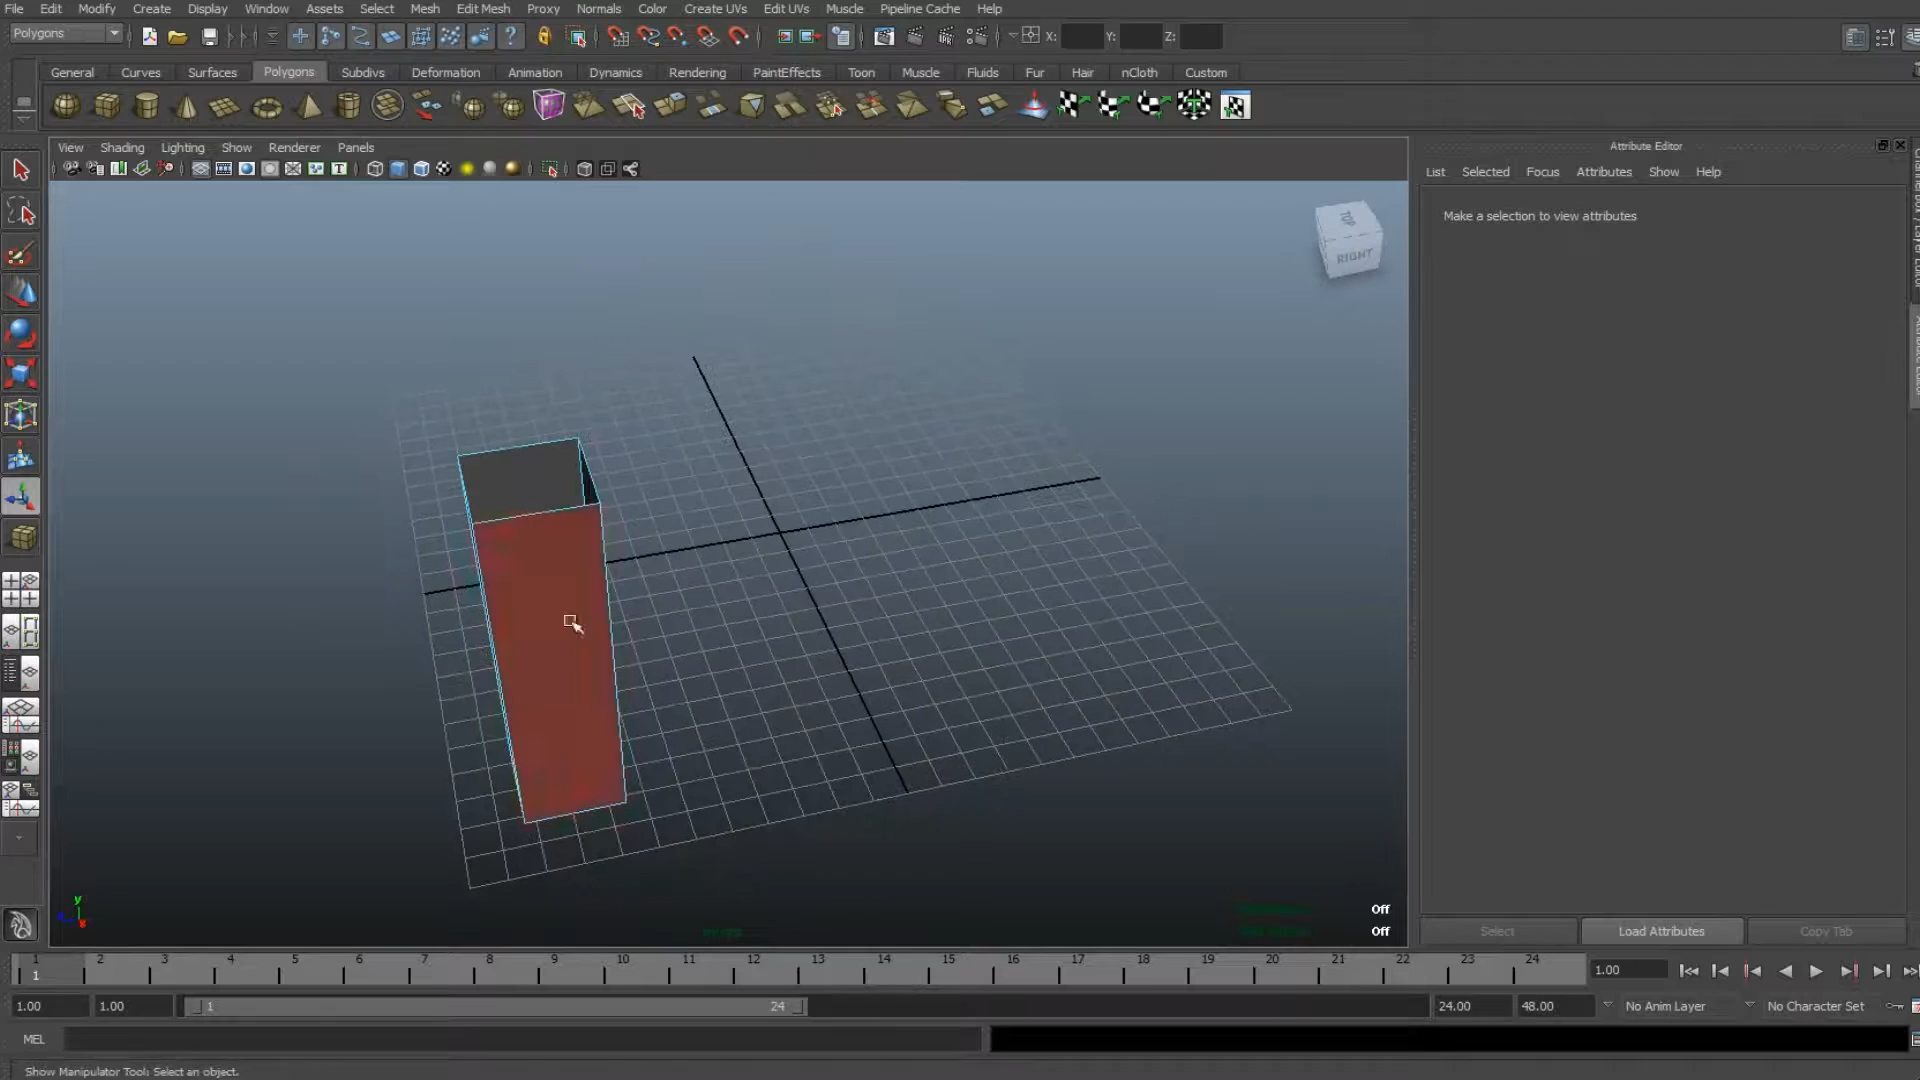 File Edit Modify Create Display Window Assets Select Mesh Edit Mesh Proxy Normals Color Create UVs Edit UVs Muscle Pipeline Cache Help
Polygons
X: Y: Z:
General Curves Surfaces Polygons Subdivs Deformation Animation Dynamics Rendering PaintEffects Toon Muscle Fluids Fur Hair nCloth Custom
View Shading Lighting Show Renderer Panels
Attribute Editor
List Selected Focus Attributes Show Help
Make a selection to view attributes
TOP
RIGHT
Off
Off
y
Select Load Attributes Copy Tab
1 2 3 4 5 6 7 8 9 10 11 12 13 14 15 16 17 18 19 20 21 22 23 24
1
1.00
1.00 1.00 1 24 24.00 48.00 No Anim Layer No Character Set
MEL
Show Manipulator Tool: Select an object.